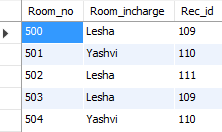 Room_no Room_incharge Rec_id
500 Lesha 109
501 Yashvi 110
502 Lesha 111
503 Lesha 109
504 Yashvi 110